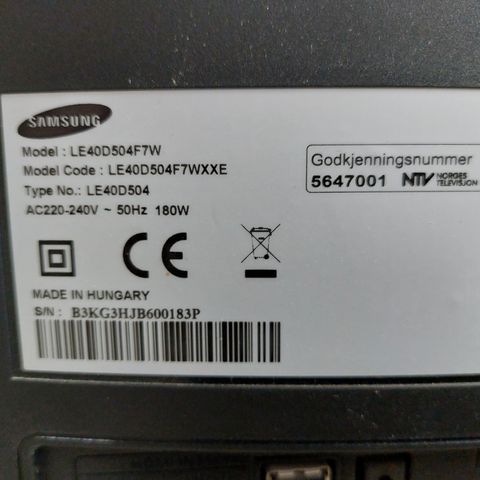 SAMSUNG
Model : LE40D504F7W
Model Code : LE40D504F7WXXE
Type No.: LE40D504
AC220-240V ~ 50Hz 180W
Godkjenningsnummer
5647001 NTV NORGES TELEVISJON
CE
MADE IN HUNGARY
S/N : B3KG3HJB600183P